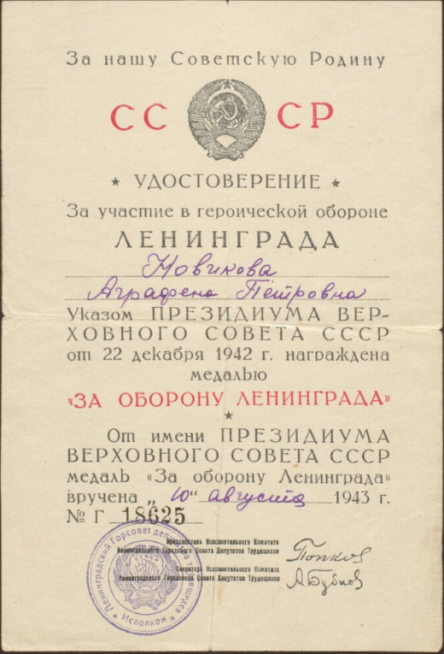 За нашу Советскую Родину
СС СР
★ УДОСТОВЕРЕНИЕ ★
За участие в героической обороне
ЛЕНИНГРАДА
Новикова
Аграфена Петровна
Указом ПРЕЗИДИУМА ВЕР-
ХОВНОГО СОВЕТА СССР
от 22 декабря 1942 г. награждена
медалью
«ЗА ОБОРОНУ ЛЕНИНГРАДА»
★
От имени ПРЕЗИДИУМА
ВЕРХОВНОГО СОВЕТА СССР
медаль «За оборону Ленинграда»
вручена „10" августа 1943 г.
№ Г 18625
Председатель Исполнительного Комитета
Ленинградского Городского Совета Депутатов Трудящихся
Попков
Секретарь Исполнительного Комитета
Ленинградского Городского Совета Депутатов Трудящихся
АБубнов
Ленинградский Горсовет трудящихся
Исполком